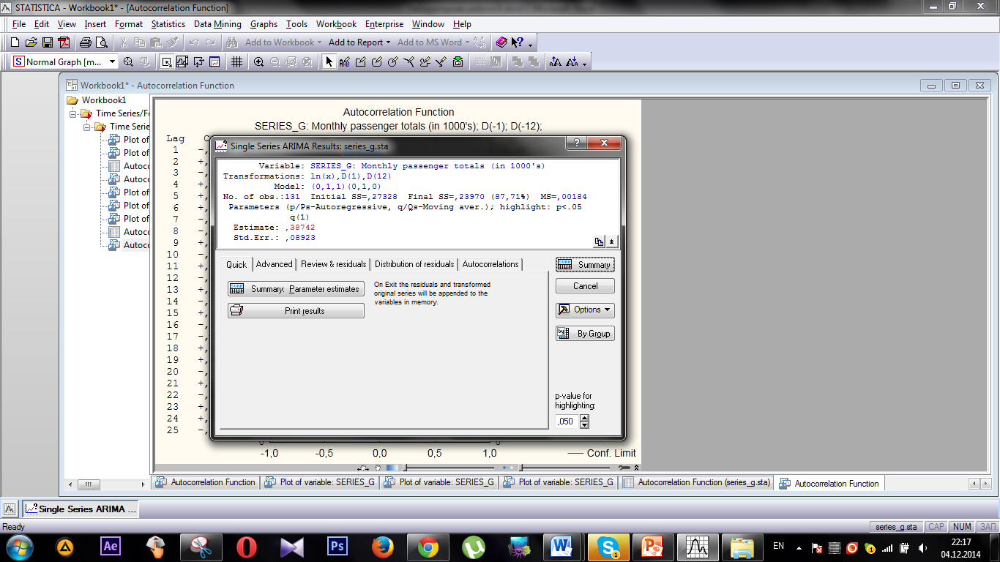 STATISTICA - Workbook1* - [Autocorrelation Function]
File Edit View Insert Format Statistics Data Mining Graphs Tools Workbook Enterprise Window Help
Add to Workbook Add to Report Add to MS Word
Normal Graph [m...
Workbook1* - Autocorrelation Function
Workbook1
Time Series/Fo
Time Serie
Plot of
Plot of
Autoco
Autoco
Plot of
Plot of
Plot of
Autoco
Autoco
Autocorrelation Function
SERIES_G: Monthly passenger totals (in 1000's); D(-1); D(-12);
Lag C
1 -,
2 +,
3 -,
4 +,
5 +,
6 +,
7 -,
8 -,
9 +,
10 -,
11 +,
12 -,
13 +,
14 -,
15 +,
16 -,
17 -,
18 +,
19 +,
20 -,
21 +,
22 -,
23 +,
24 +,
25 -,
-1,0 -0,5 0,0 0,5 1,0
Conf. Limit
Single Series ARIMA Results: series_g.sta
Variable: SERIES_G: Monthly passenger totals (in 1000's)
Transformations: ln(x),D(1),D(12)
Model: (0,1,1)(0,1,0)
No. of obs.:131 Initial SS=,27328 Final SS=,23970 (87,71%) MS=,00184
Parameters (p/Ps-Autoregressive, q/Qs-Moving aver.); highlight: p<.05
q(1)
Estimate: ,38742
Std.Err.: ,08923
Quick Advanced Review & residuals Distribution of residuals Autocorrelations
Summary: Parameter estimates
Print results
On Exit the residuals and transformed
original series will be appended to the
variables in memory.
Summary
Cancel
Options
By Group
p-value for
highlighting:
,050
Autocorrelation Function Plot of variable: SERIES_G Plot of variable: SERIES_G Plot of variable: SERIES_G Autocorrelation Function (series_g.sta) Autocorrelation Function
Single Series ARIMA ...
Ready series_g.sta CAP NUM ЗАП
EN 22:17
04.12.2014